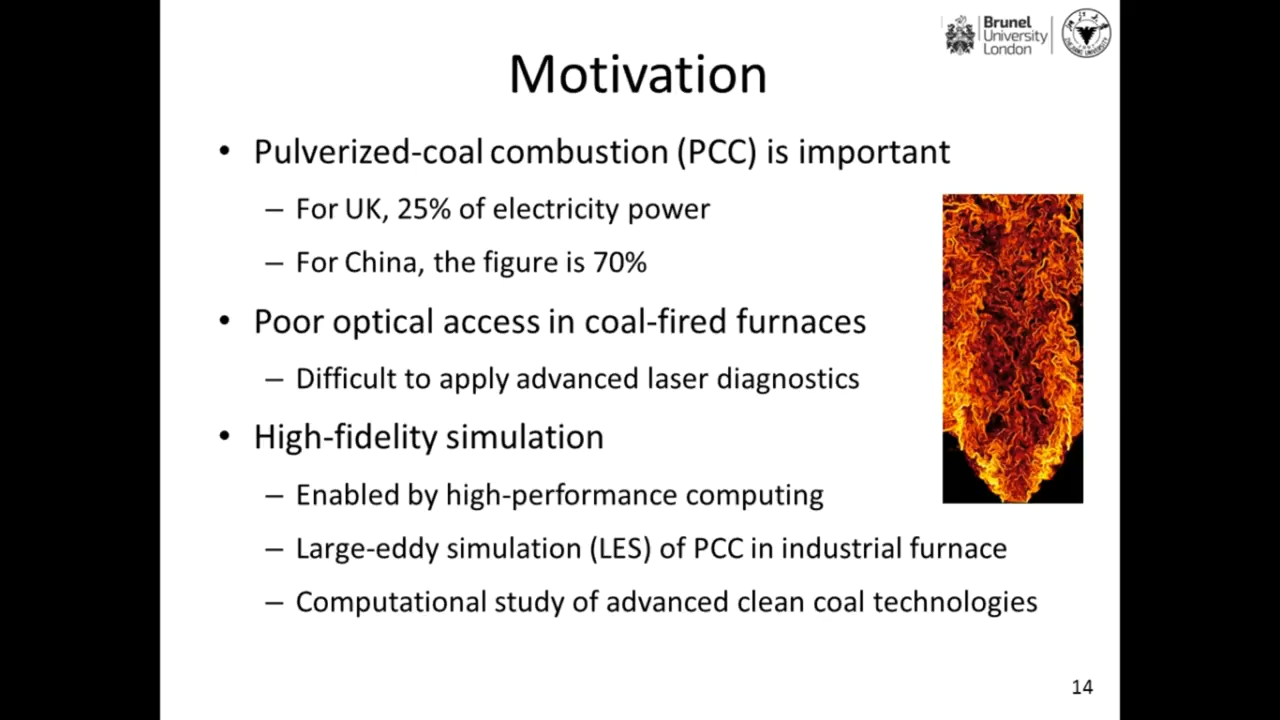 Brunel
University
London
Motivation
• Pulverized-coal combustion (PCC) is important
– For UK, 25% of electricity power
– For China, the figure is 70%
• Poor optical access in coal-fired furnaces
– Difficult to apply advanced laser diagnostics
• High-fidelity simulation
– Enabled by high-performance computing
– Large-eddy simulation (LES) of PCC in industrial furnace
– Computational study of advanced clean coal technologies
14